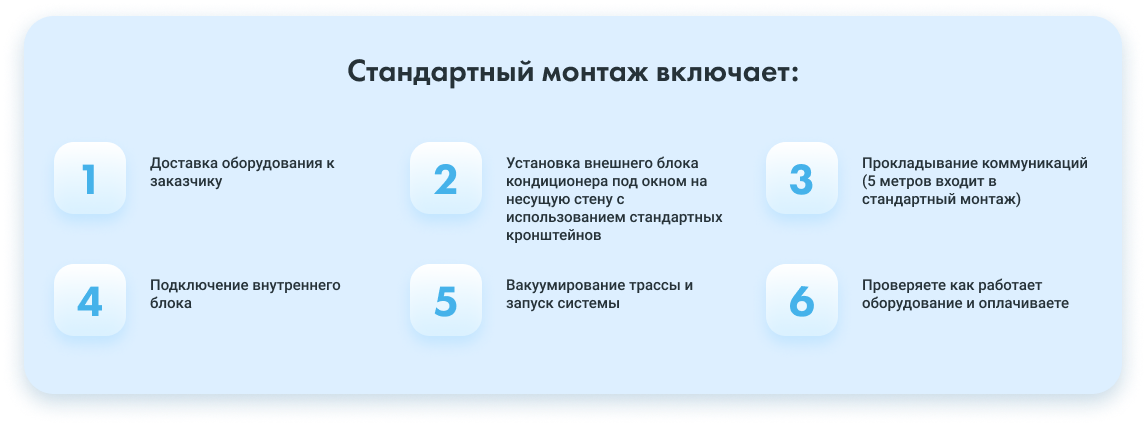 Стандартный монтаж включает:
1
Доставка оборудования к
заказчику
2
Установка внешнего блока
кондиционера под окном на
несущую стену с
использованием стандартных
кронштейнов
3
Прокладывание коммуникаций
(5 метров входит в
стандартный монтаж)
4
Подключение внутреннего
блока
5
Вакуумирование трассы и
запуск системы
6
Проверяете как работает
оборудование и оплачиваете